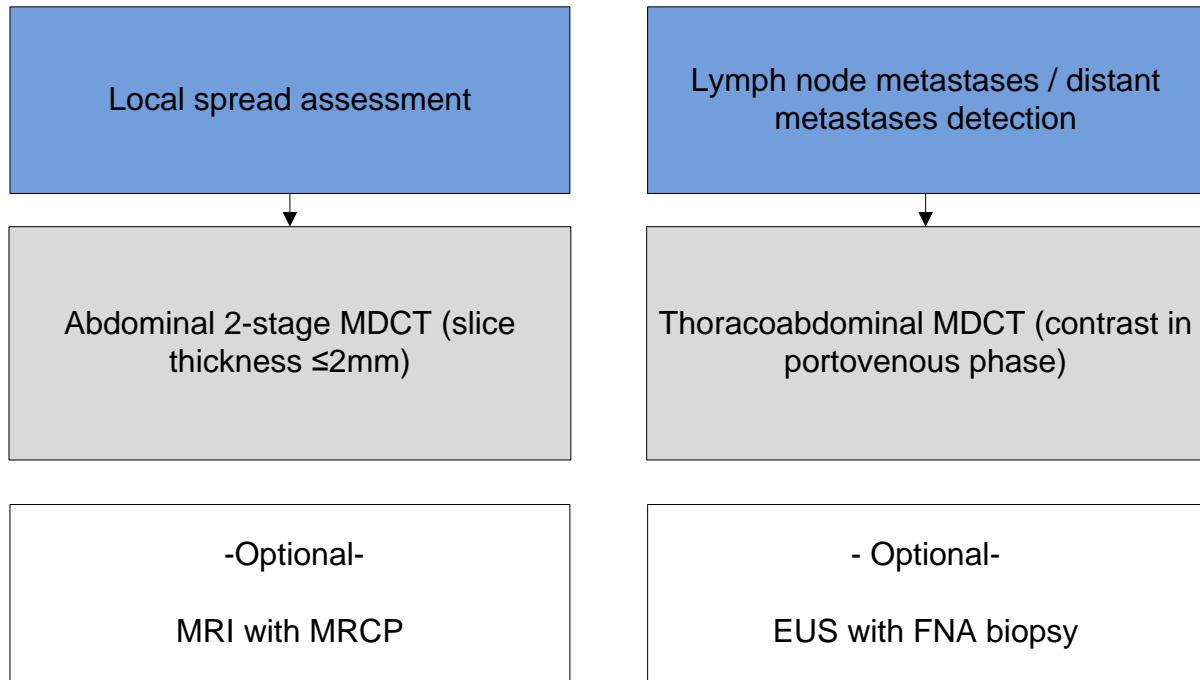 Local spread assessment
Lymph node metastases / distant
metastases detection
Abdominal 2-stage MDCT (slice
thickness ≤2mm)
Thoracoabdominal MDCT (contrast in
portovenous phase)
-Optional-
MRI with MRCP
- Optional-
EUS with FNA biopsy